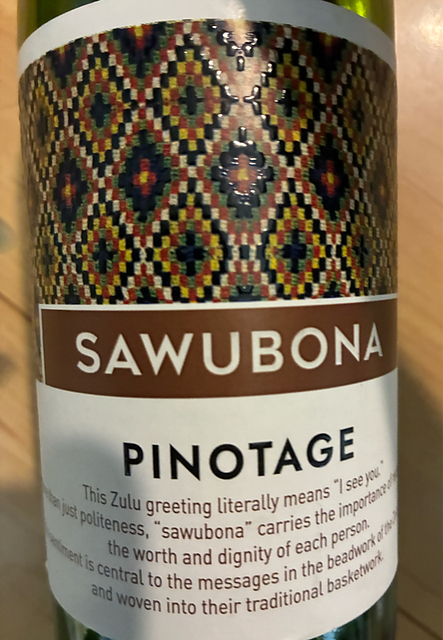 SAWUBONA
PINOTAGE
This Zulu greeting literally means "I see you."
than just politeness, "sawubona" carries the importance of
the worth and dignity of each person.
is central to the messages in the beadwork of the
and woven into their traditional basketwork.